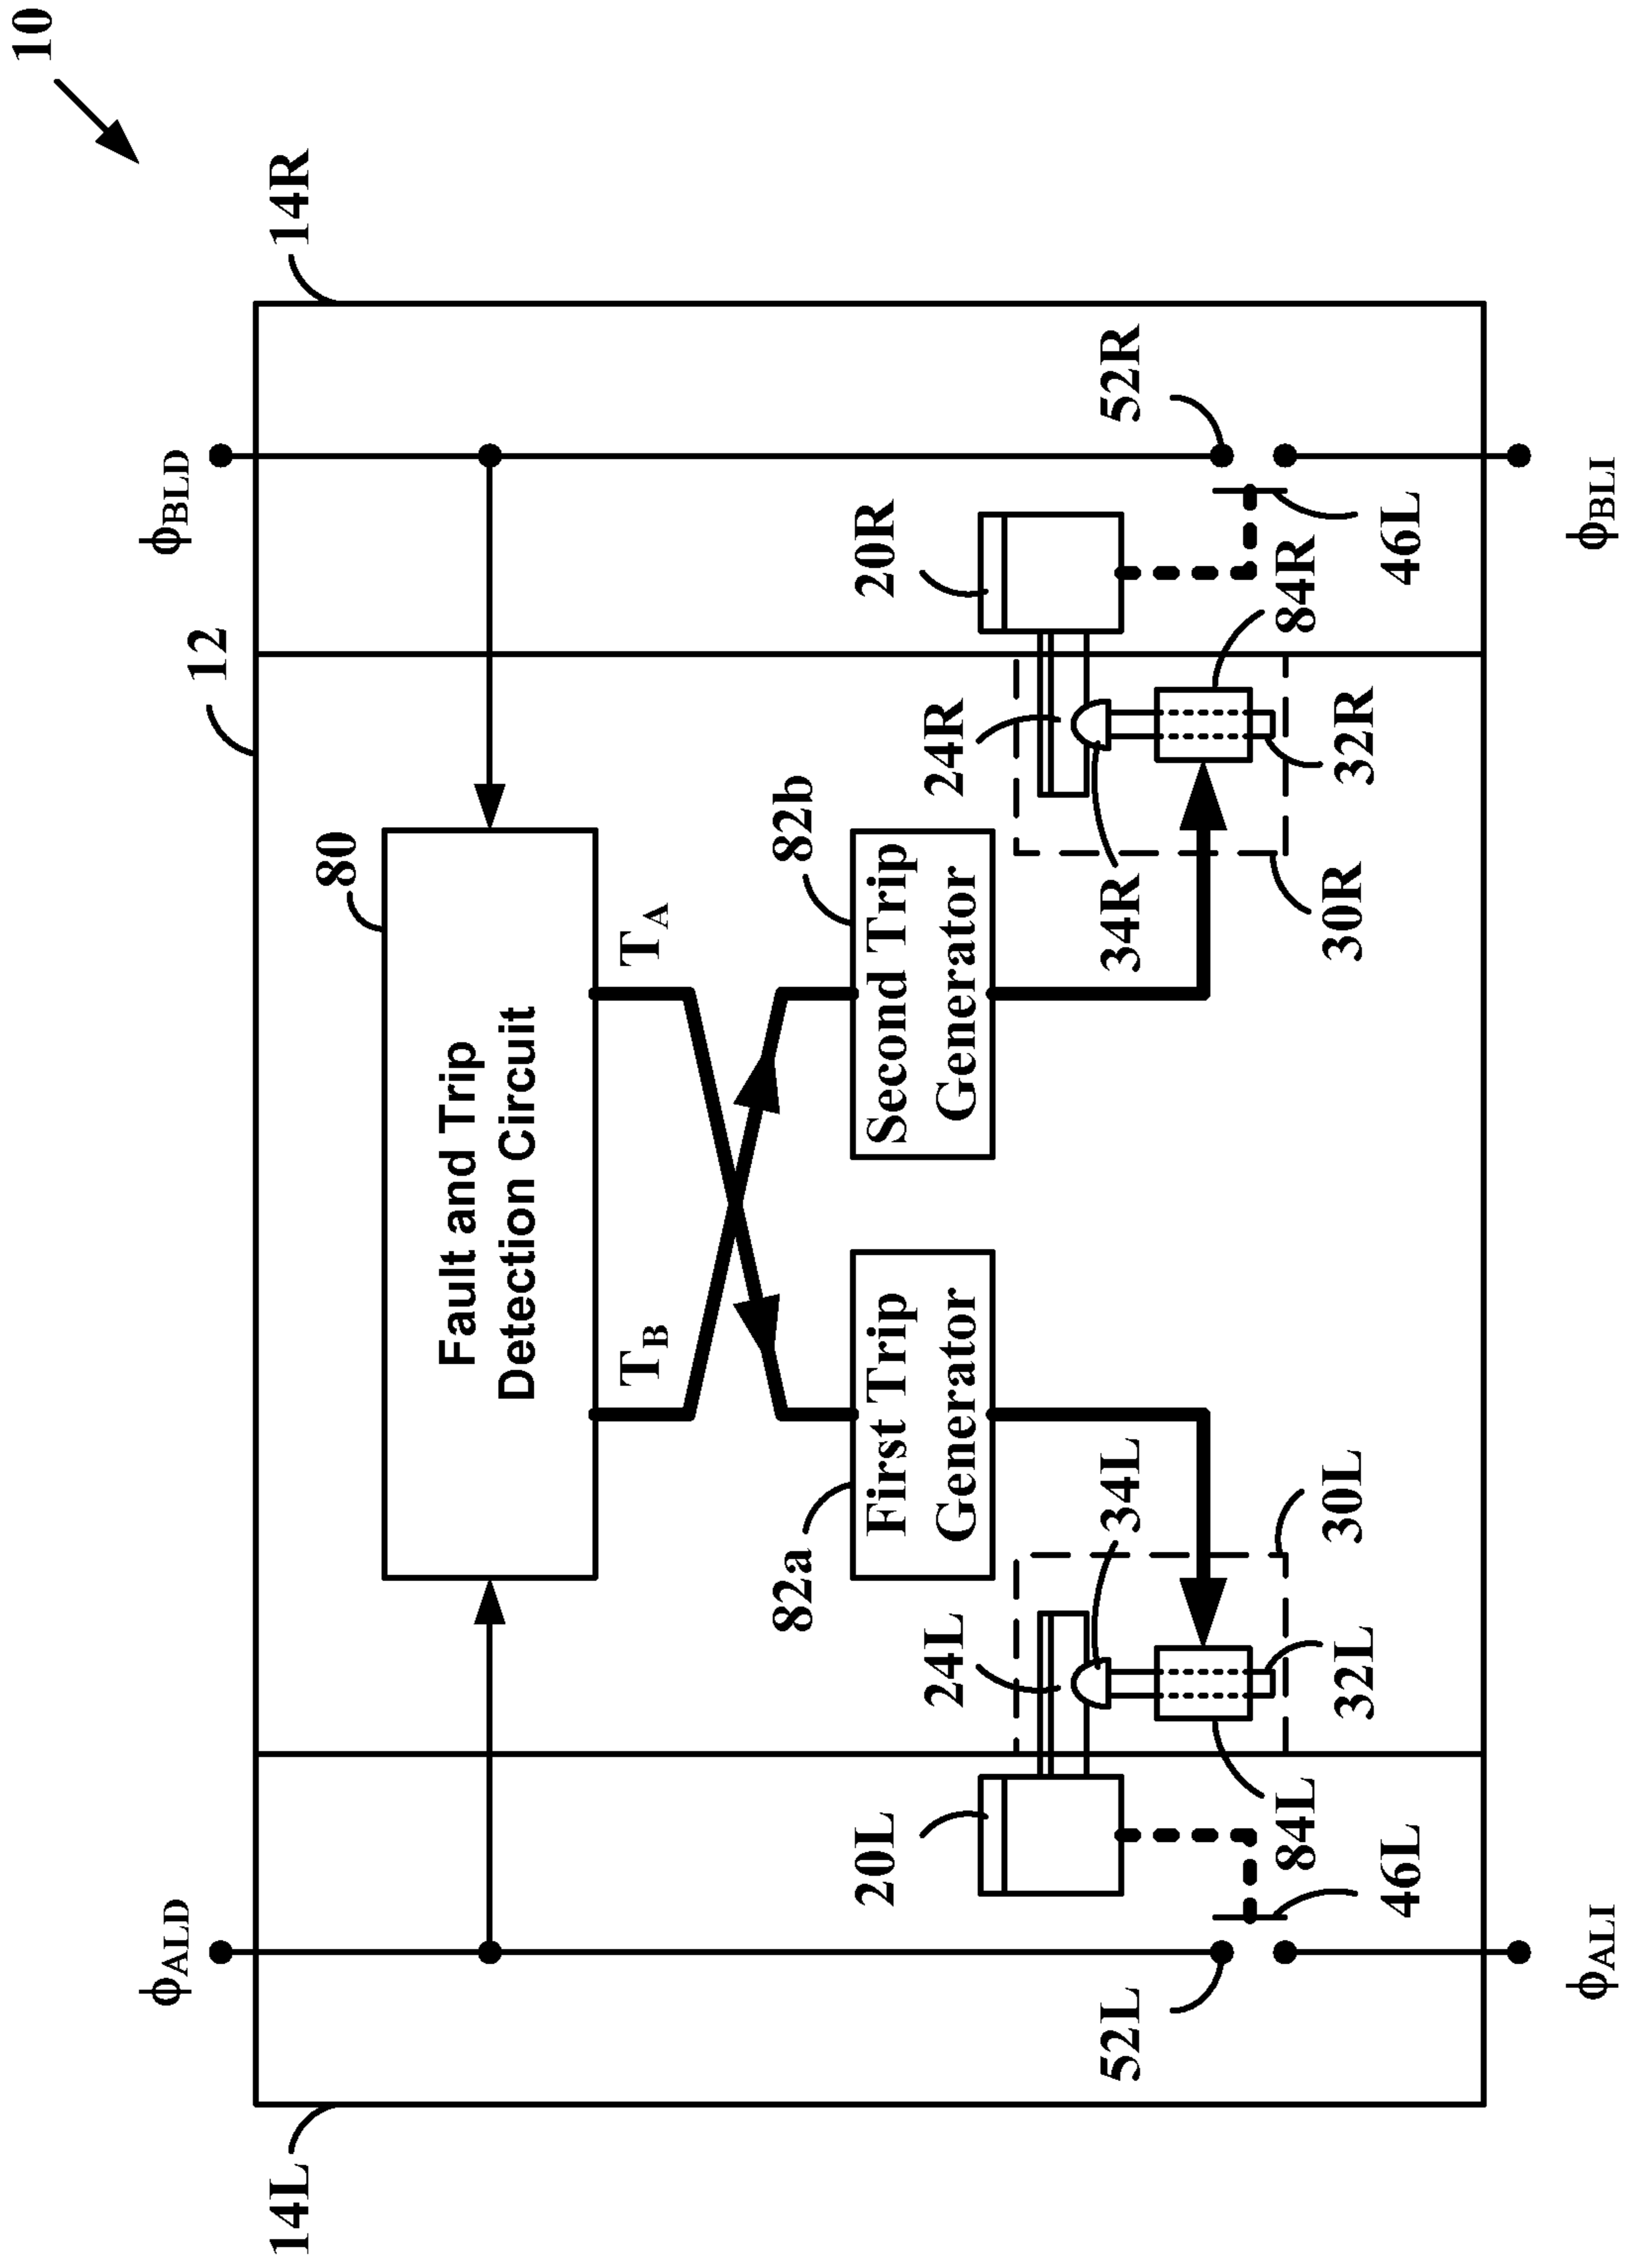 10
14L
14R
12
ϕALD
ϕBLD
80
Fault and Trip
Detection Circuit
TB
TA
82a
First Trip
Generator
82b
Second Trip
Generator
20L
20R
24L
24R
34L
34R
52L
52R
84L
84R
32L
32R
30L
30R
46L
46L
ϕALI
ϕBLI